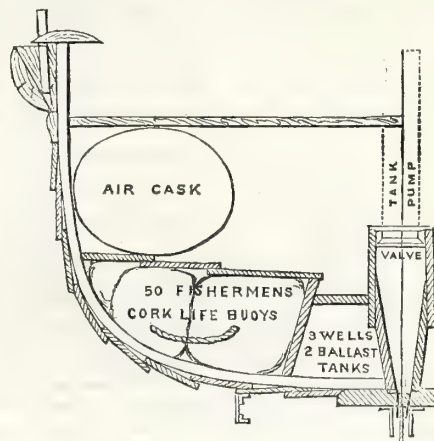 AIR CASK
TANK PUMP
VALVE
50 FISHERMENS
CORK LIFE BUOYS
3 WELLS
2 BALLAST
TANKS